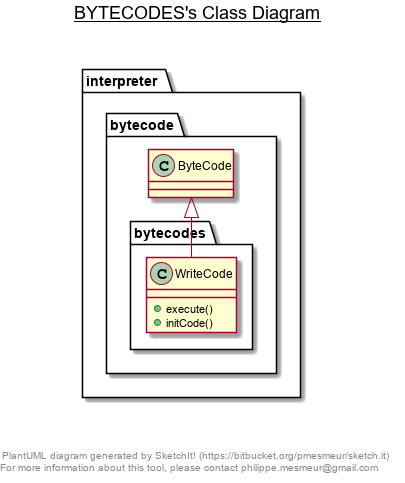 BYTECODES's Class Diagram
interpreter
bytecode
C ByteCode
bytecodes
C WriteCode
execute()
initCode()
PlantUML diagram generated by SketchIt! (https://bitbucket.org/pmesmeur/sketch.it)
For more information about this tool, please contact philippe.mesmeur@gmail.com